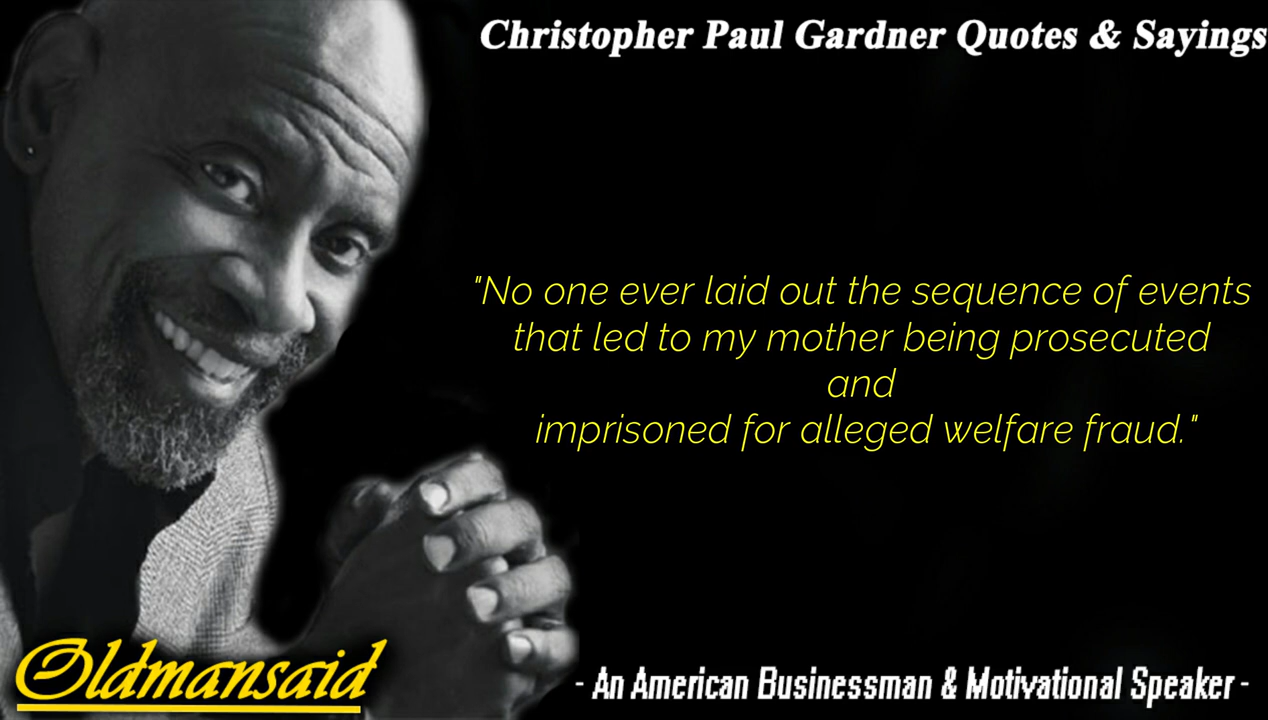 Christopher Paul Gardner Quotes & Sayings
"No one ever laid out the sequence of events
that led to my mother being prosecuted
and
imprisoned for alleged welfare fraud."
Oldmansaid
- An American Businessman & Motivational Speaker -